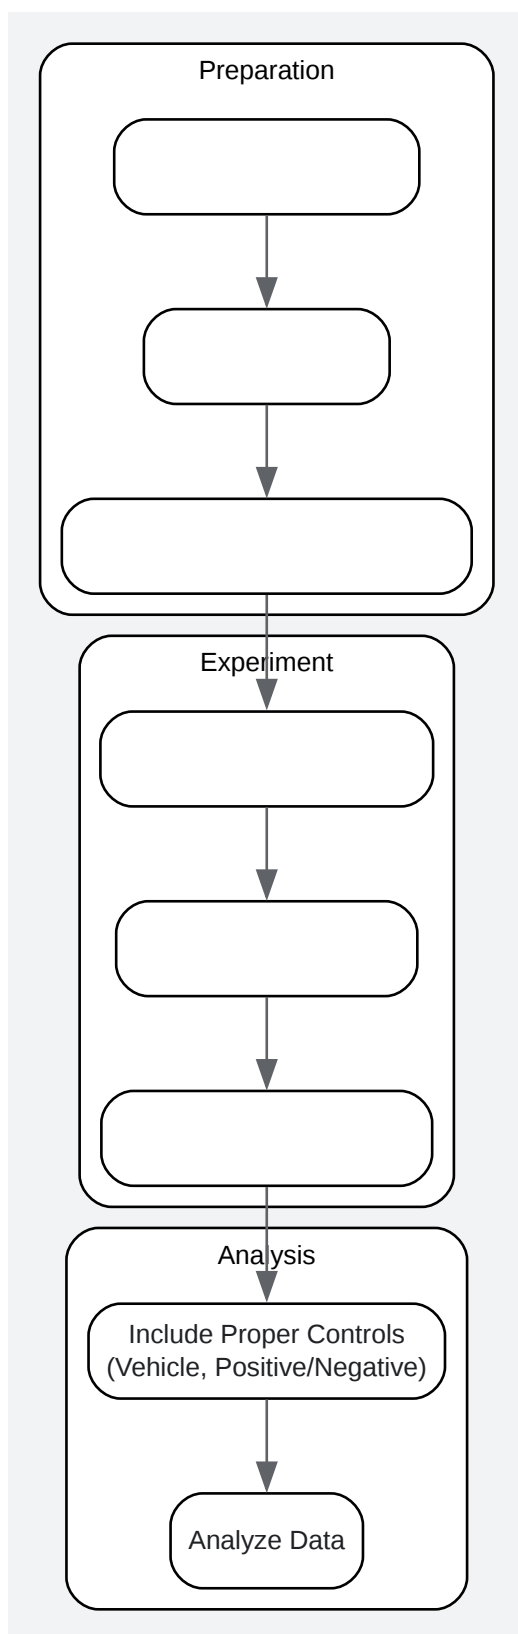 Preparation
Experiment
Analysis
Include Proper Controls
(Vehicle, Positive/Negative)
Analyze Data